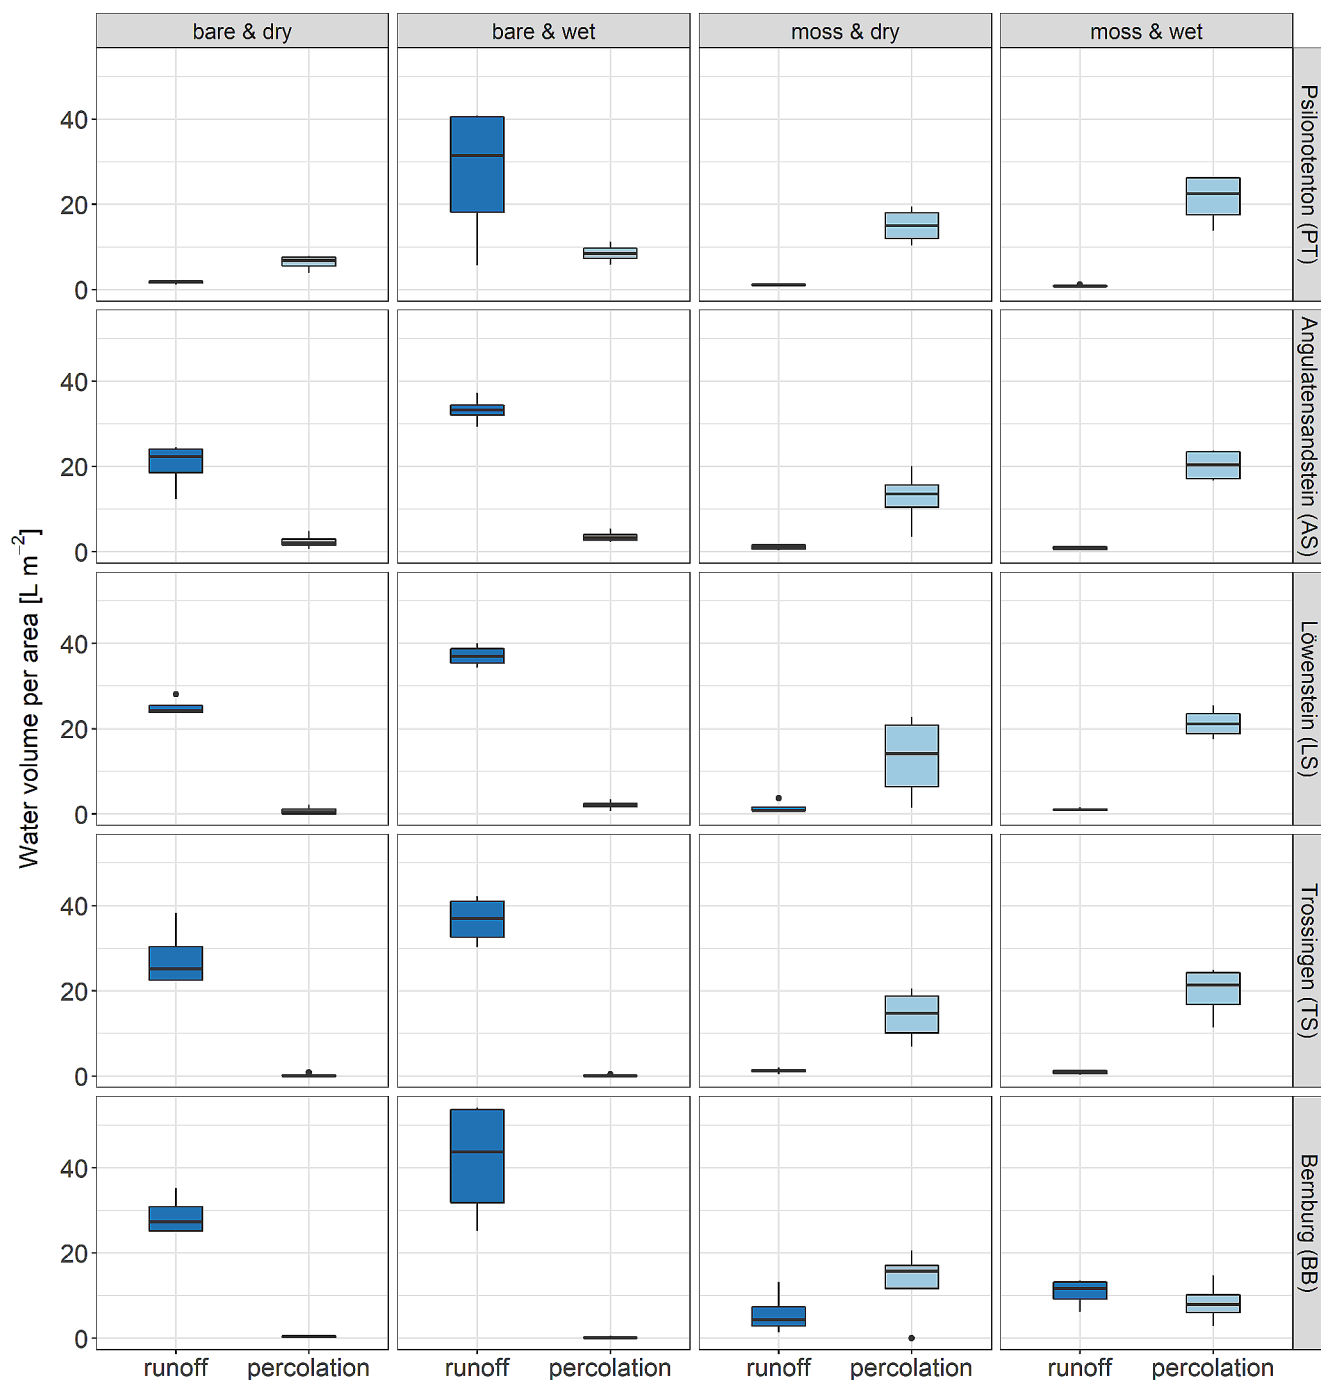 bare & dry
bare & wet
moss & dry
moss & wet
Water volume per area [L m⁻²]
40
20
0
Psilonotenton (PT)
40
20
0
Angulatensandstein (AS)
40
20
0
Löwenstein (LS)
40
20
0
Trossingen (TS)
40
20
0
Bernburg (BB)
runoff percolation
runoff percolation
runoff percolation
runoff percolation